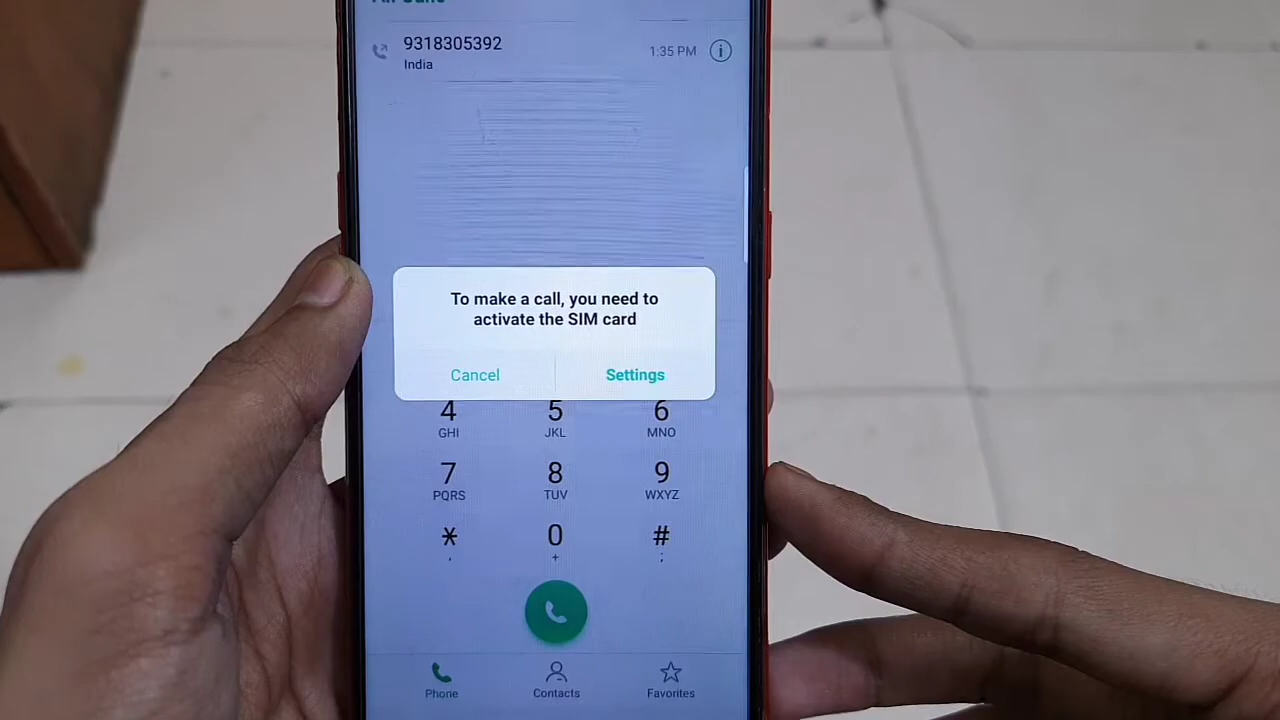 9318305392
1:35 PM
India
To make a call, you need to
activate the SIM card
Cancel
Settings
4
5
6
GHI
JKL
MNO
7
8
9
PQRS
TUV
WXYZ
*
0
#
,
+
;
Phone
Contacts
Favorites